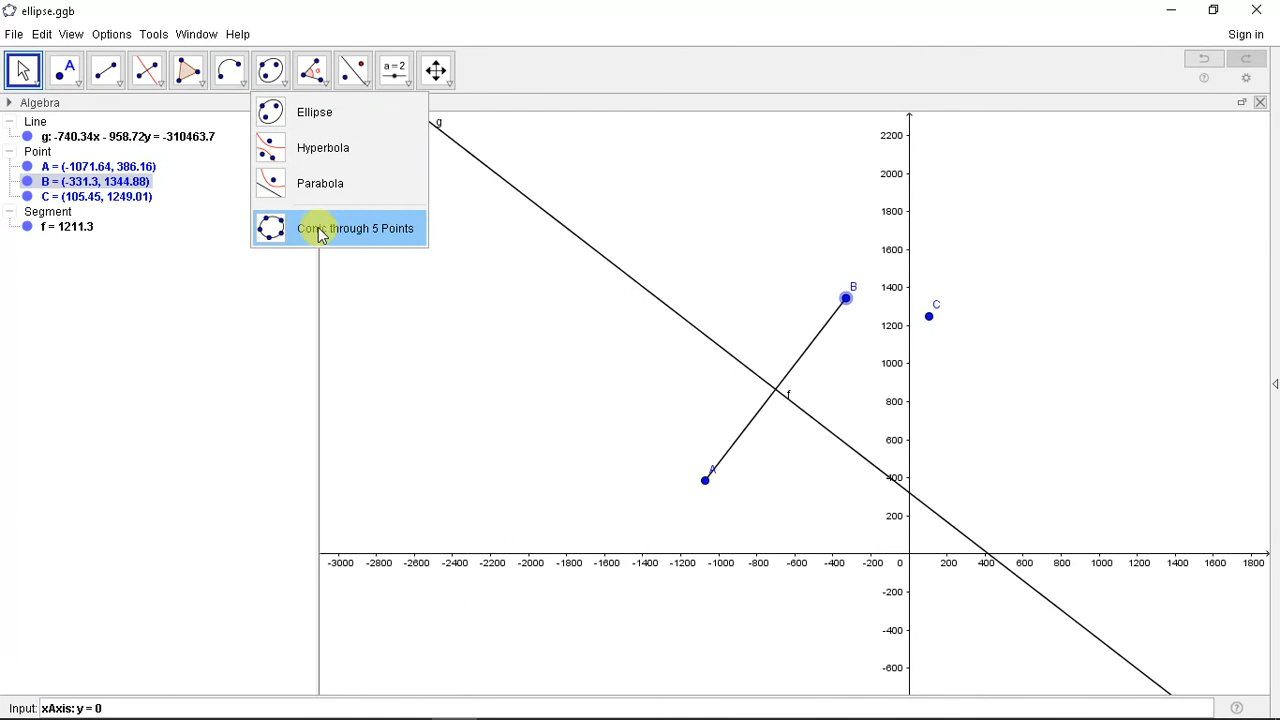 ellipse.ggb
File Edit View Options Tools Window Help
Sign in
A
α
a=2
Algebra
Line
g: -740.34x - 958.72y = -310463.7
Point
A = (-1071.64, 386.16)
B = (-331.3, 1344.88)
C = (105.45, 1249.01)
Segment
f = 1211.3
Ellipse
Hyperbola
Parabola
Conic through 5 Points
g
B
C
f
A
2200
2000
1800
1600
1400
1200
1000
800
600
400
200
-3000 -2800 -2600 -2400 -2200 -2000 -1800 -1600 -1400 -1200 -1000 -800 -600 -400 -200 0 200 400 600 800 1000 1200 1400 1600 1800
-200
-400
-600
Input: xAxis: y = 0